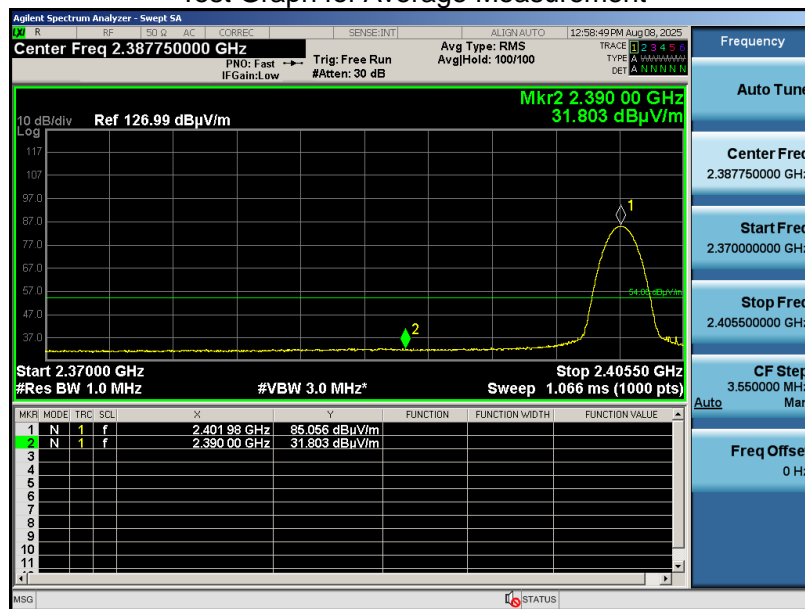 Test Graph for Average Measurement
Agilent Spectrum Analyzer - Swept SA
LXI R RF 50 Ω AC CORREC SENSE:INT ALIGN AUTO 12:58:49 PM Aug 08, 2025
Center Freq 2.387750000 GHz
PNO: Fast
IFGain:Low
Trig: Free Run
#Atten: 30 dB
Avg Type: RMS
Avg|Hold: 100/100
TRACE 1 2 3 4 5 6
TYPE A WWWWW
DET A N N N N N
Mkr2 2.390 00 GHz
31.803 dBµV/m
10 dB/div Ref 126.99 dBµV/m
Log
117
107
97.0
87.0
77.0
67.0
57.0
47.0
37.0
1
2
Start 2.37000 GHz Stop 2.40550 GHz
#Res BW 1.0 MHz #VBW 3.0 MHz* Sweep 1.066 ms (1000 pts)
MKR MODE TRC SCL X Y FUNCTION FUNCTION WIDTH FUNCTION VALUE
1 N 1 f 2.401 98 GHz 85.056 dBµV/m
2 N 1 f 2.390 00 GHz 31.803 dBµV/m
3
4
5
6
7
8
9
10
11
MSG STATUS
Frequency
Auto Tune
Center Freq
2.387750000 GHz
Start Freq
2.370000000 GHz
Stop Freq
2.405500000 GHz
CF Step
3.550000 MHz
Auto Man
Freq Offset
0 Hz